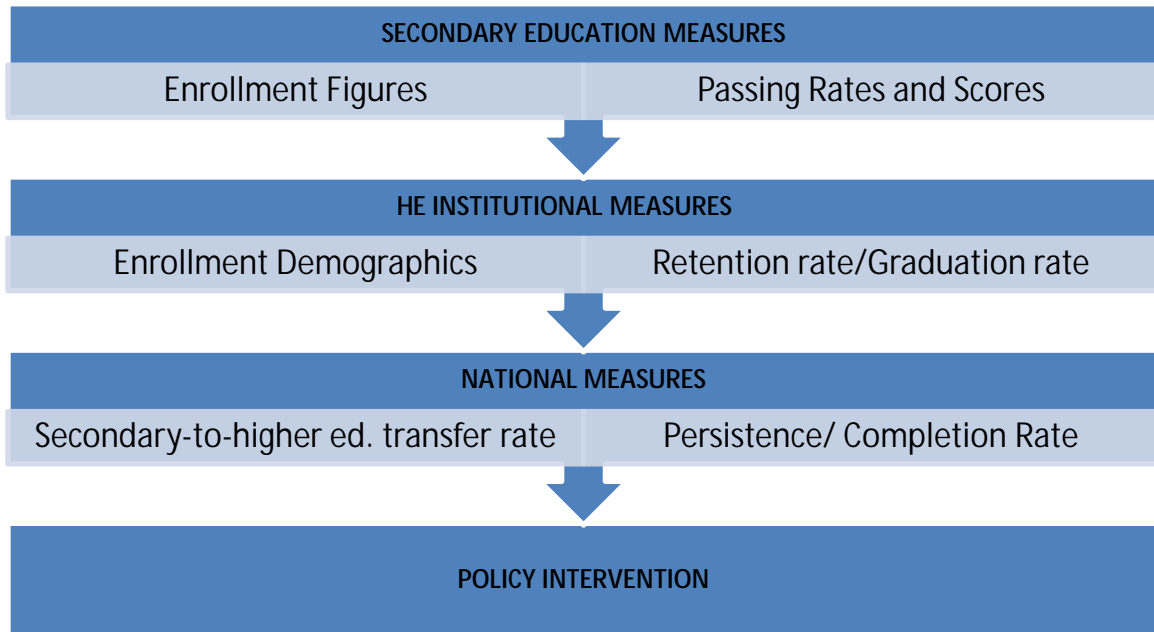 SECONDARY EDUCATION MEASURES
Enrollment Figures
Passing Rates and Scores
HE INSTITUTIONAL MEASURES
Enrollment Demographics
Retention rate/Graduation rate
NATIONAL MEASURES
Secondary-to-higher ed. transfer rate
Persistence/ Completion Rate
POLICY INTERVENTION